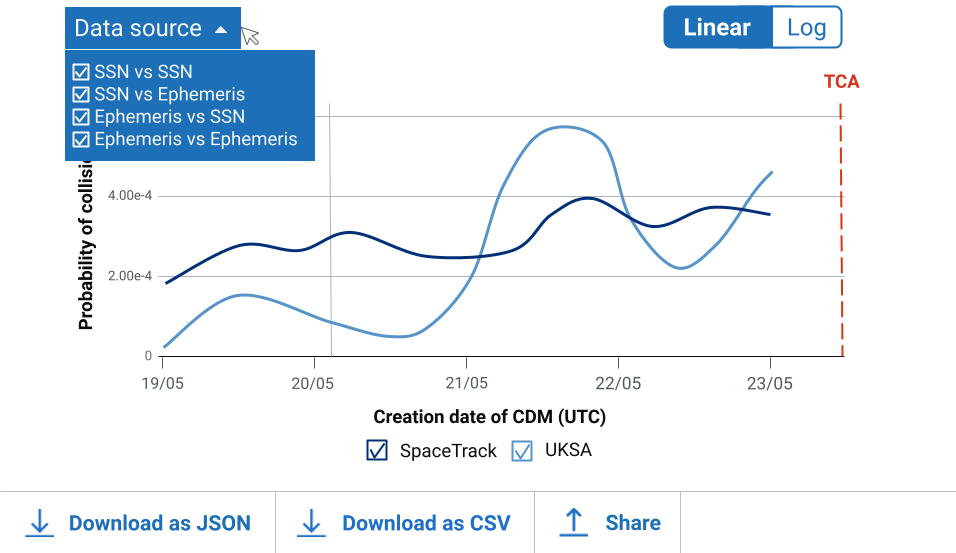 Data source
Linear
Log
SSN vs SSN
SSN vs Ephemeris
Ephemeris vs SSN
Ephemeris vs Ephemeris
TCA
Probability of
4.00e-4
2.00e-4
0
19/05
20/05
21/05
22/05
23/05
Creation date of CDM (UTC)
SpaceTrack
UKSA
Download as JSON
Download as CSV
Share